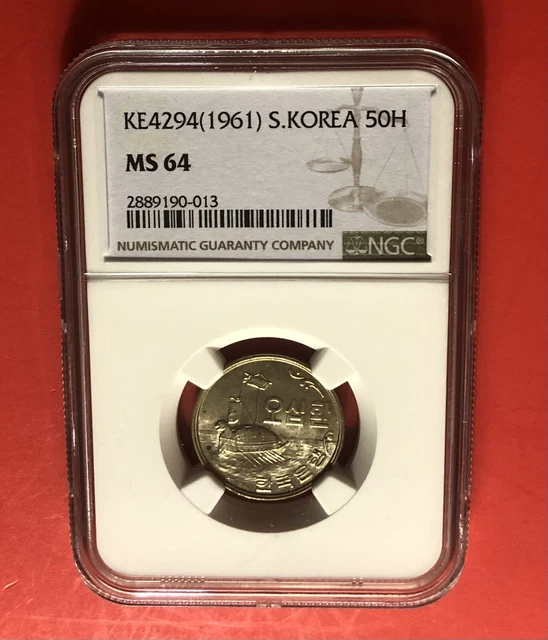 KE4294(1961) S.KOREA 50H
MS 64
2889190-013
NUMISMATIC GUARANTY COMPANY
NGC®
오십환
한국은행